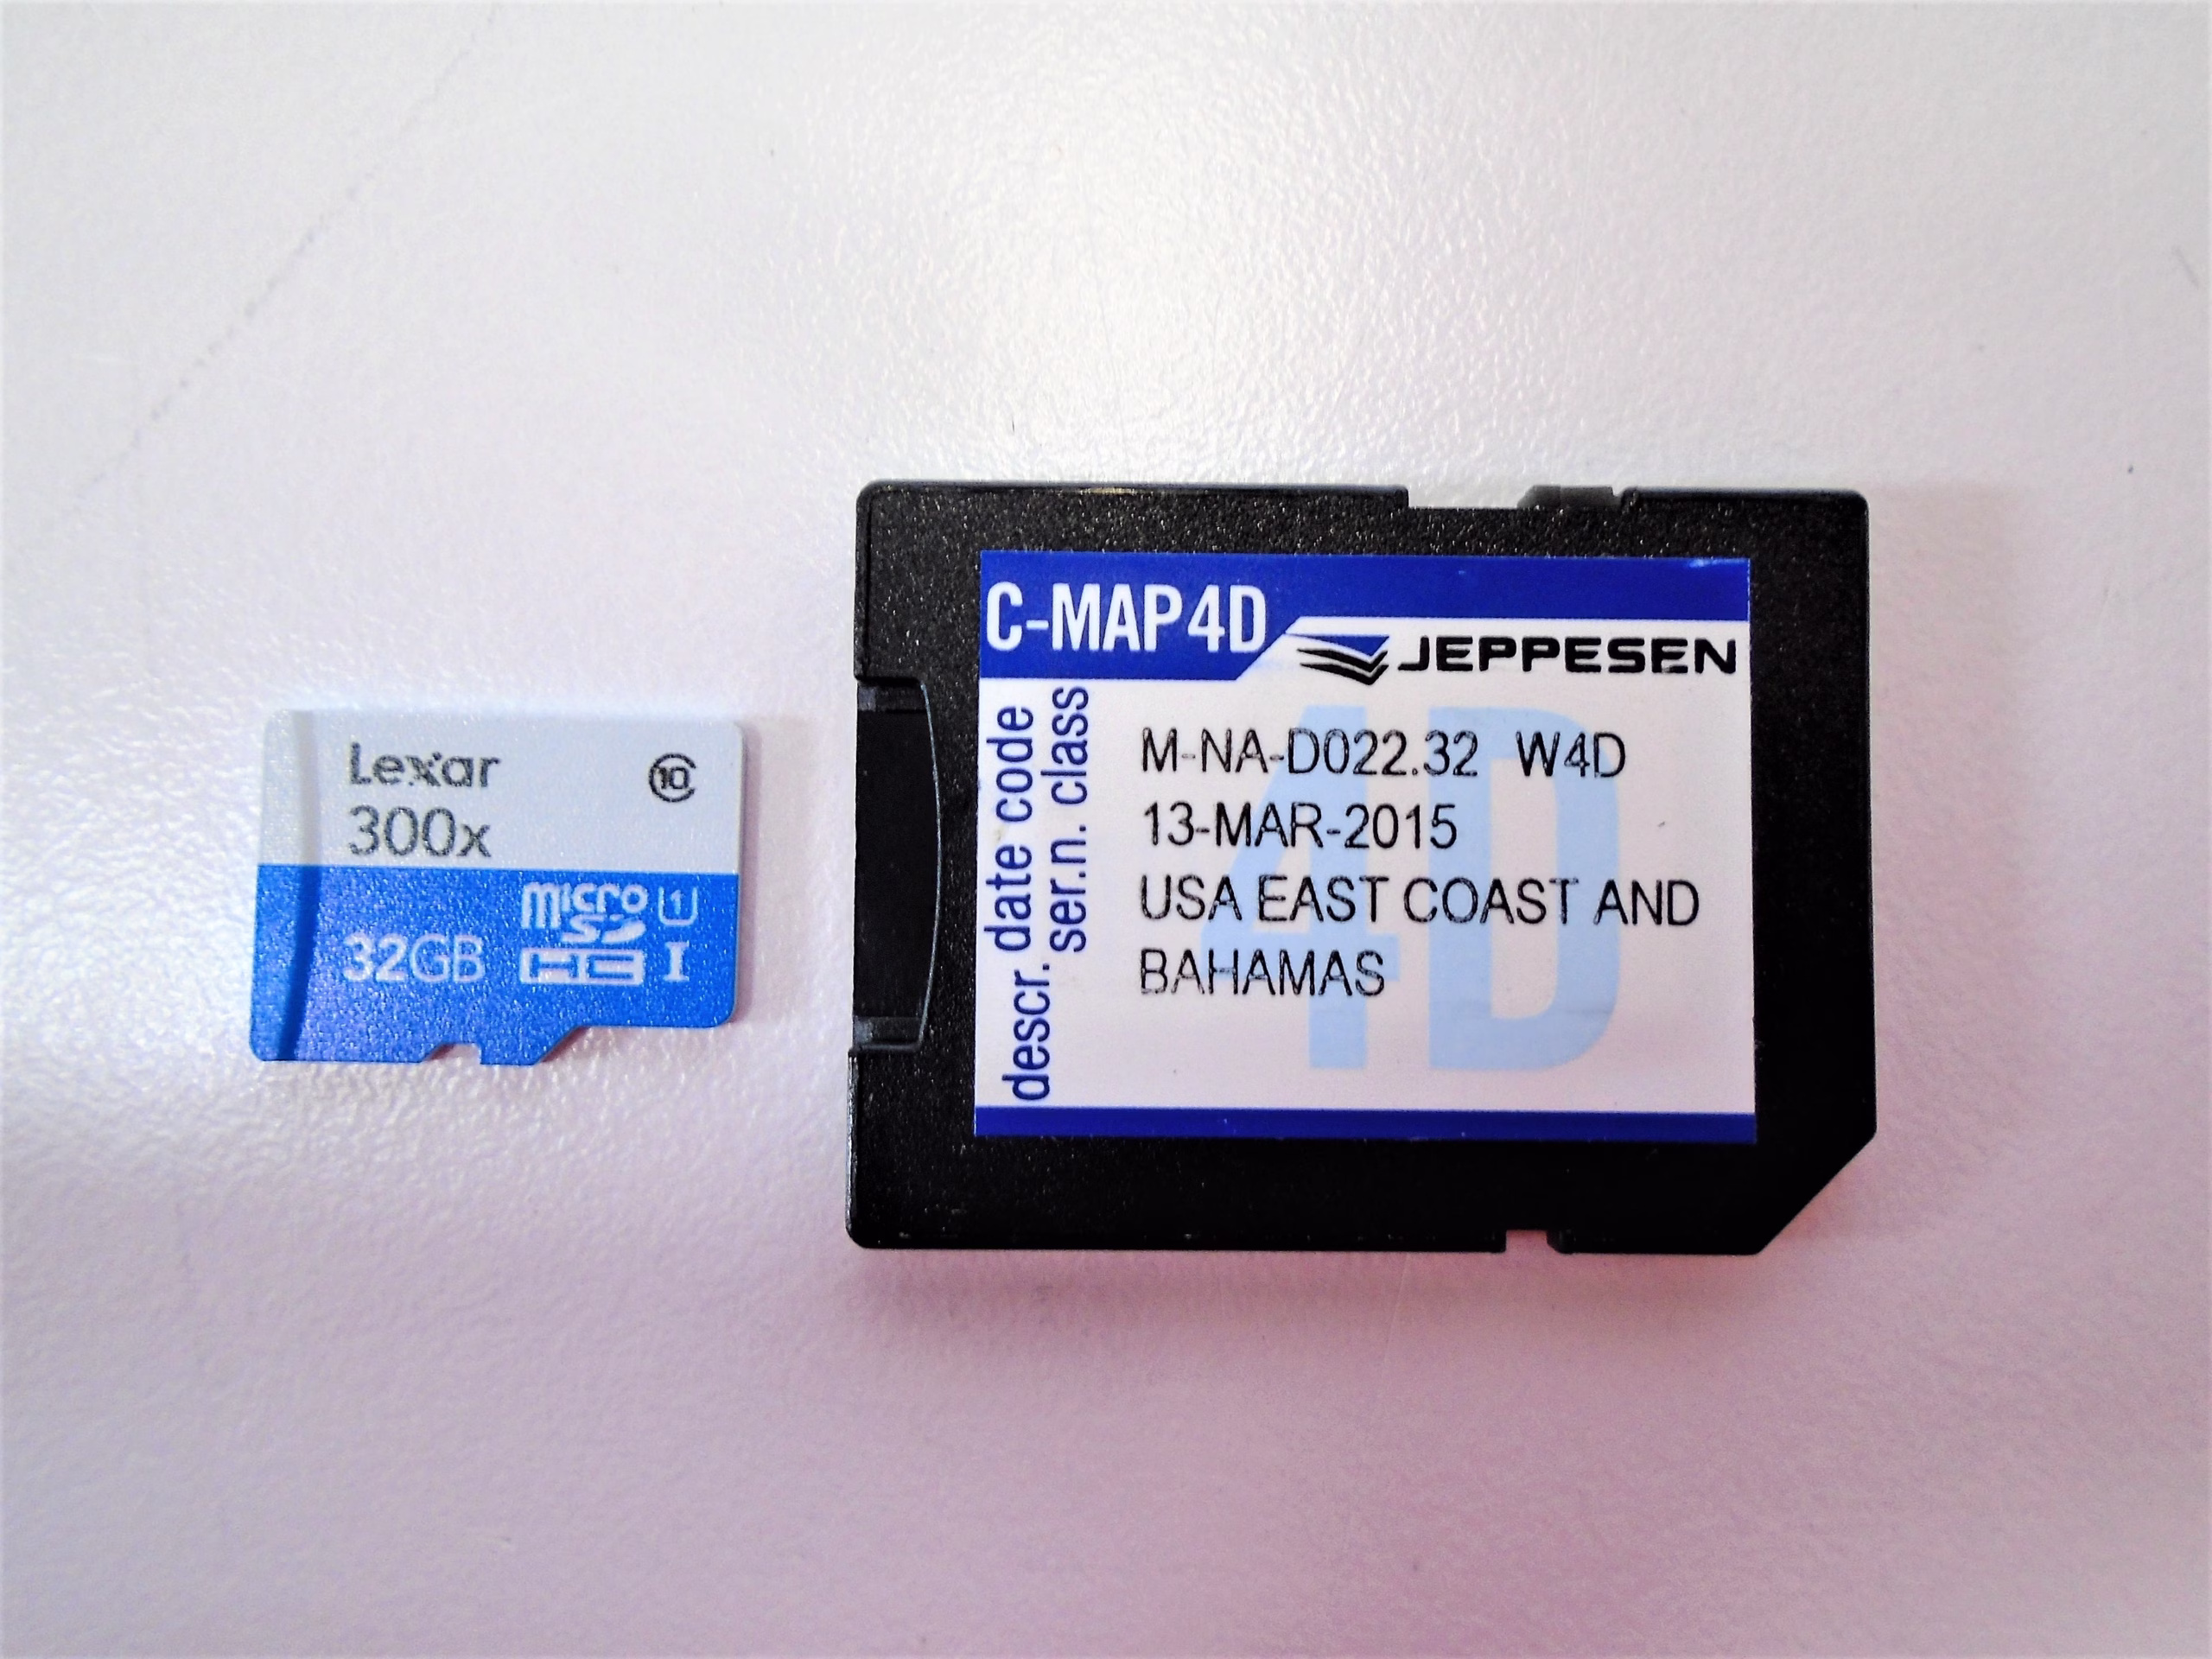 Lexar
300x
10
32GB
micro
SD
HC
1
I
C-MAP 4D
JEPPESEN
descr. date code
ser.n. class
4D
M-NA-D022.32 W4D
13-MAR-2015
USA EAST COAST AND
BAHAMAS